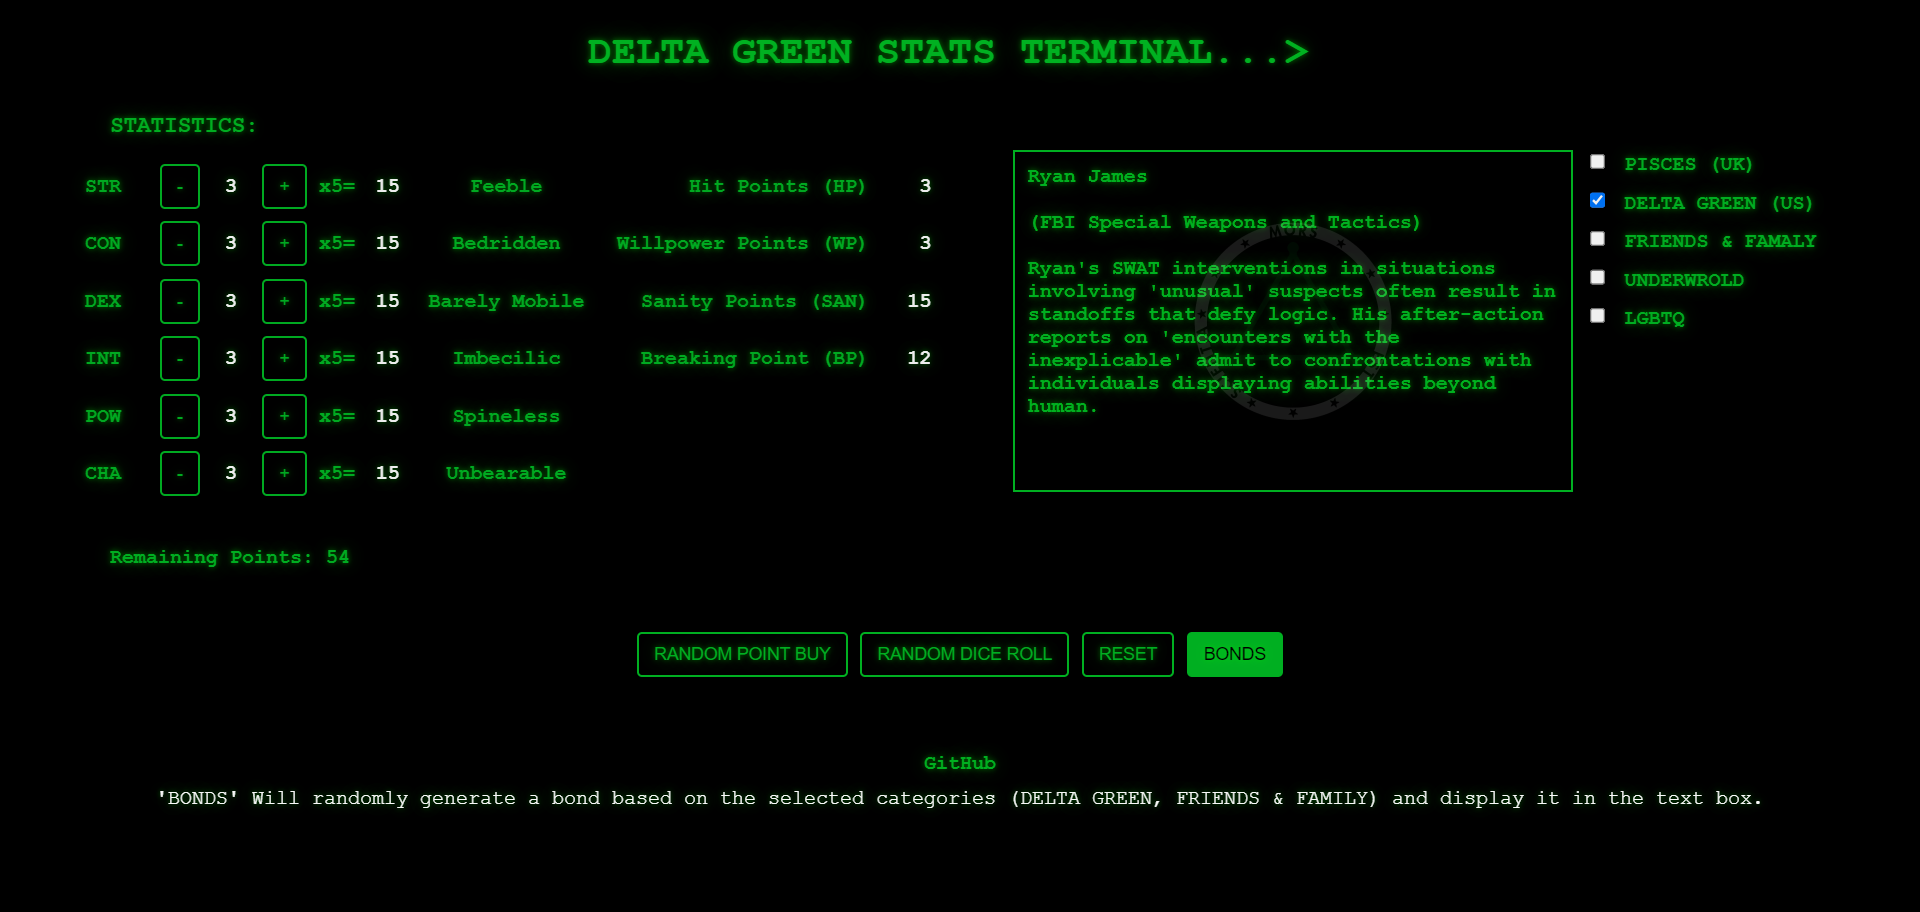 DELTA GREEN STATS TERMINAL...>
STATISTICS:
STR - 3 + x5= 15 Feeble Hit Points (HP) 3
CON - 3 + x5= 15 Bedridden Willpower Points (WP) 3
DEX - 3 + x5= 15 Barely Mobile Sanity Points (SAN) 15
INT - 3 + x5= 15 Imbecilic Breaking Point (BP) 12
POW - 3 + x5= 15 Spineless
CHA - 3 + x5= 15 Unbearable
Remaining Points: 54
Ryan James
(FBI Special Weapons and Tactics)
Ryan's SWAT interventions in situations
involving 'unusual' suspects often result in
standoffs that defy logic. His after-action
reports on 'encounters with the
inexplicable' admit to confrontations with
individuals displaying abilities beyond
human.
PISCES (UK)
DELTA GREEN (US)
FRIENDS & FAMALY
UNDERWROLD
LGBTQ
RANDOM POINT BUY
RANDOM DICE ROLL
RESET
BONDS
GitHub
'BONDS' Will randomly generate a bond based on the selected categories (DELTA GREEN, FRIENDS & FAMILY) and display it in the text box.